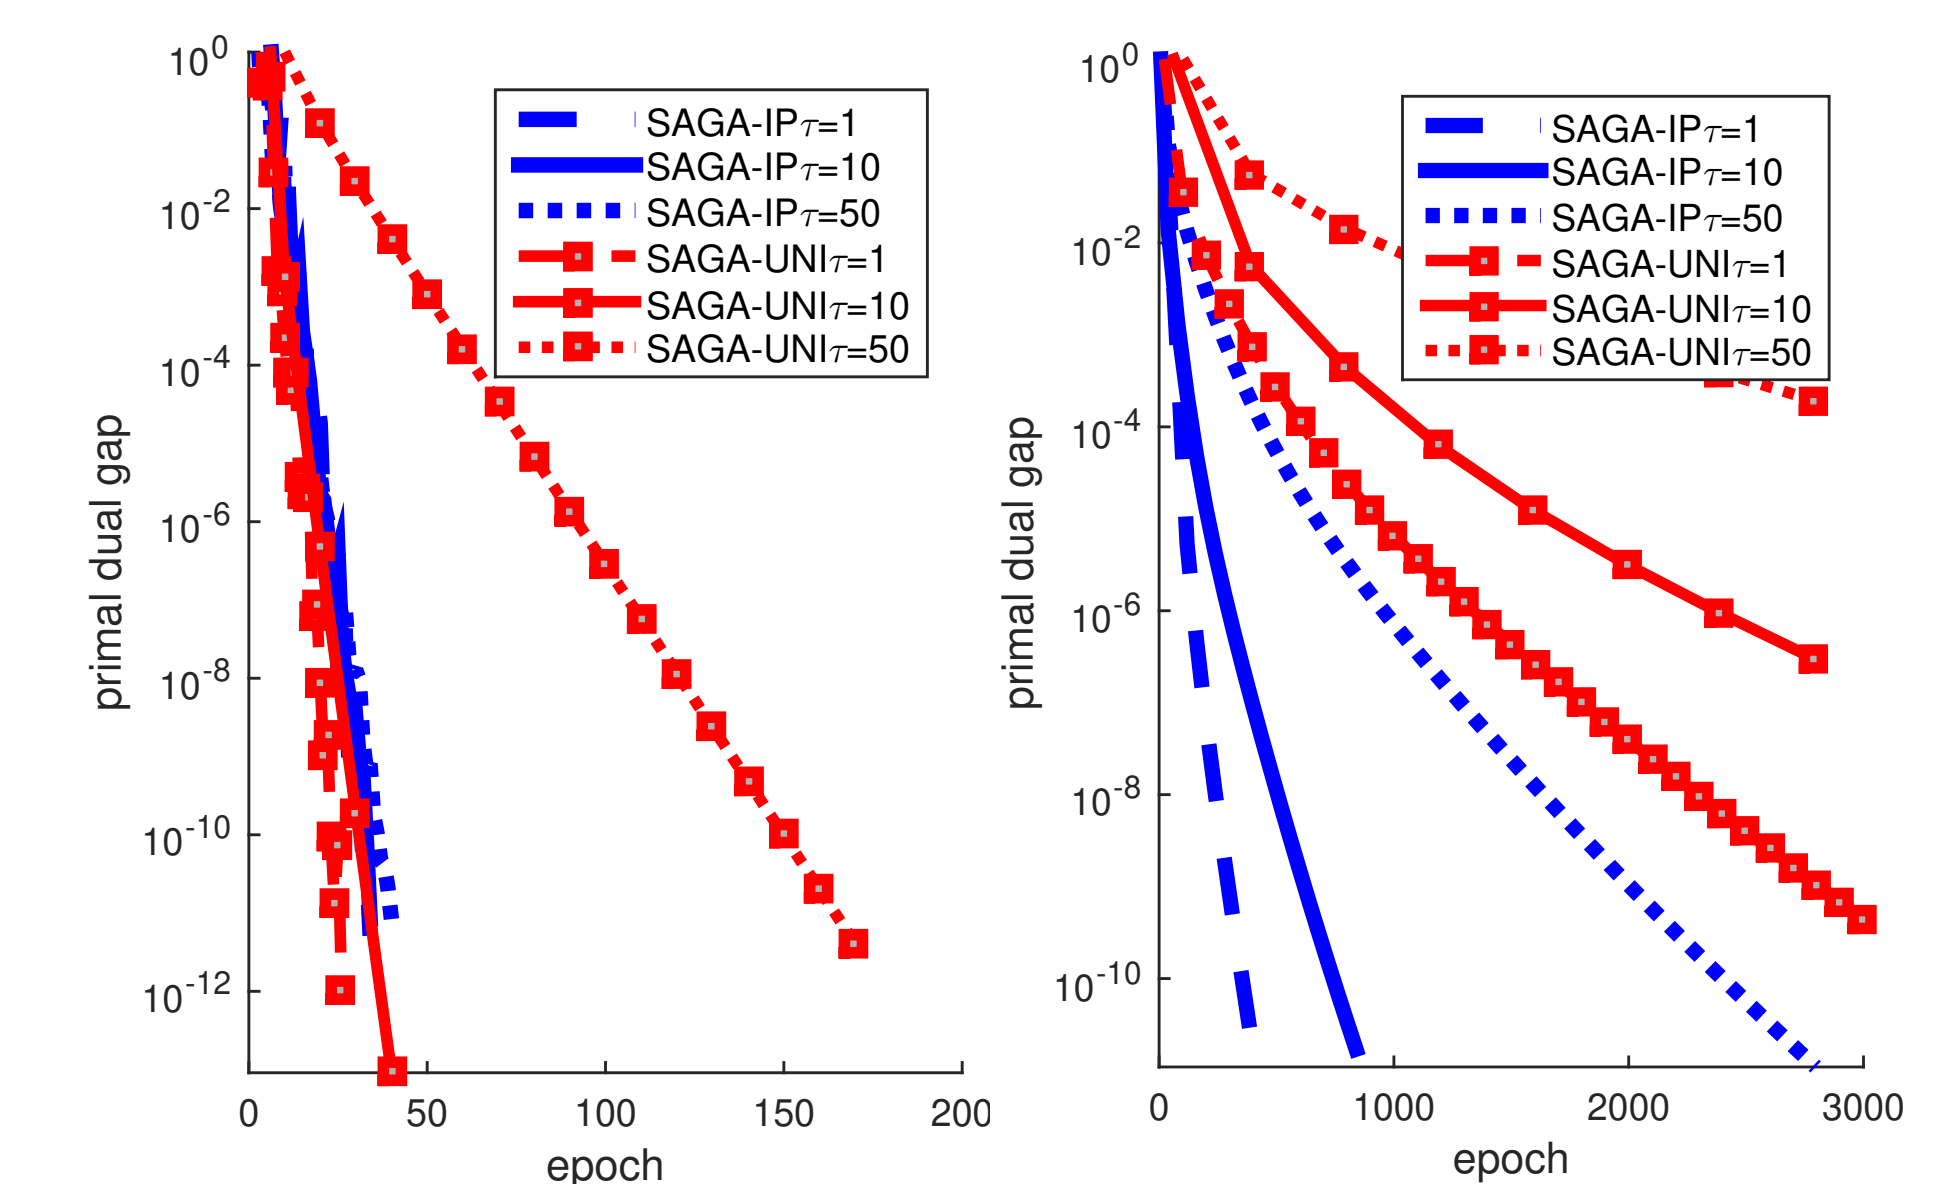 10^0
10^-2
10^-4
10^-6
10^-8
10^-10
10^-12
primal dual gap
0 50 100 150 200
epoch
SAGA-IPτ=1
SAGA-IPτ=10
SAGA-IPτ=50
SAGA-UNIτ=1
SAGA-UNIτ=10
SAGA-UNIτ=50
10^0
10^-2
10^-4
10^-6
10^-8
10^-10
primal dual gap
0 1000 2000 3000
epoch
SAGA-IPτ=1
SAGA-IPτ=10
SAGA-IPτ=50
SAGA-UNIτ=1
SAGA-UNIτ=10
SAGA-UNIτ=50